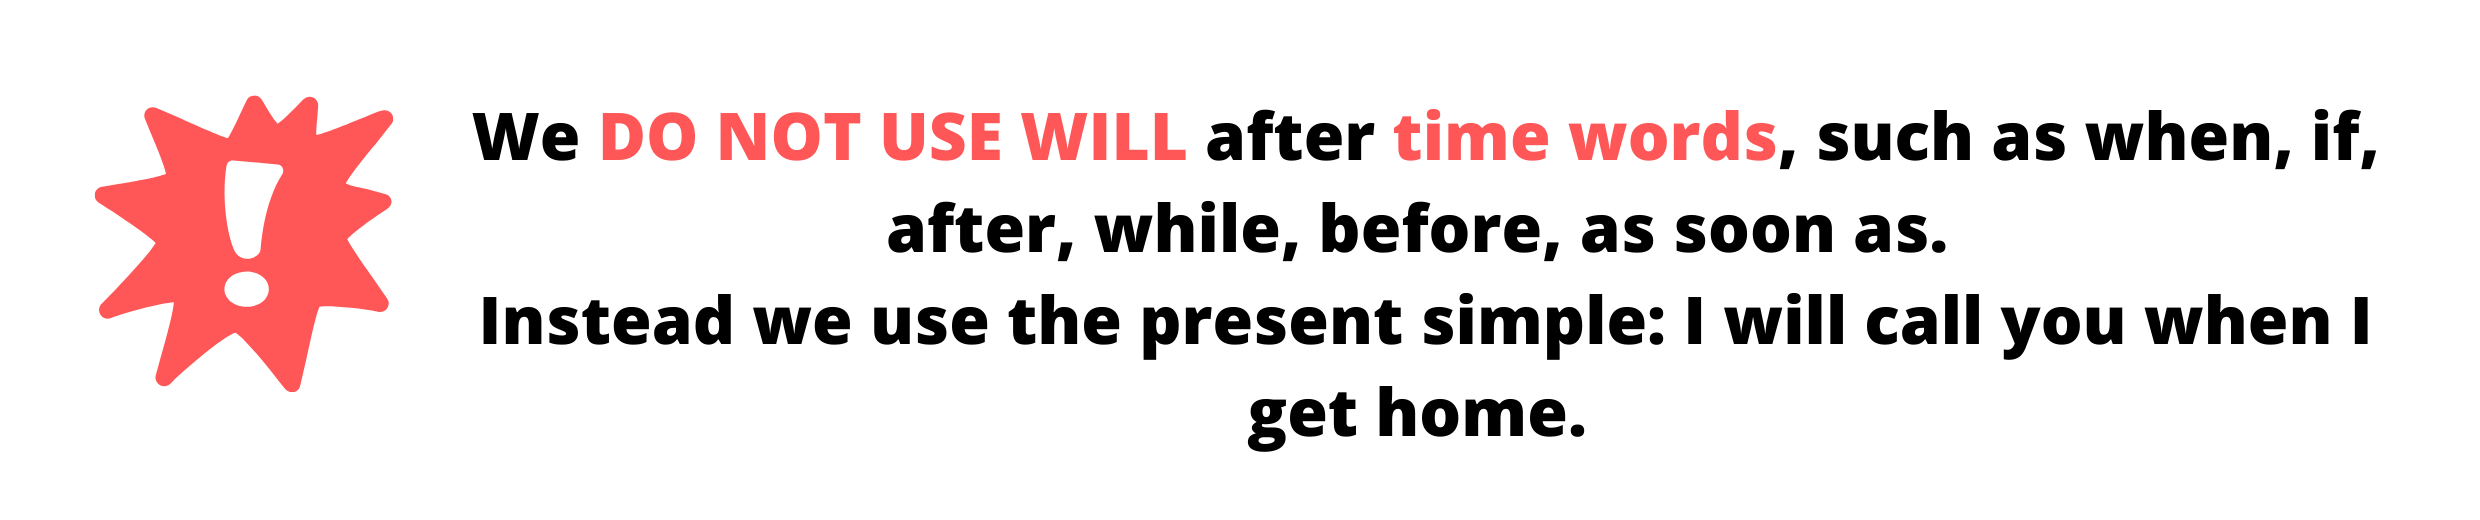 We DO NOT USE WILL after time words, such as when, if,
after, while, before, as soon as.
Instead we use the present simple: I will call you when I
get home.